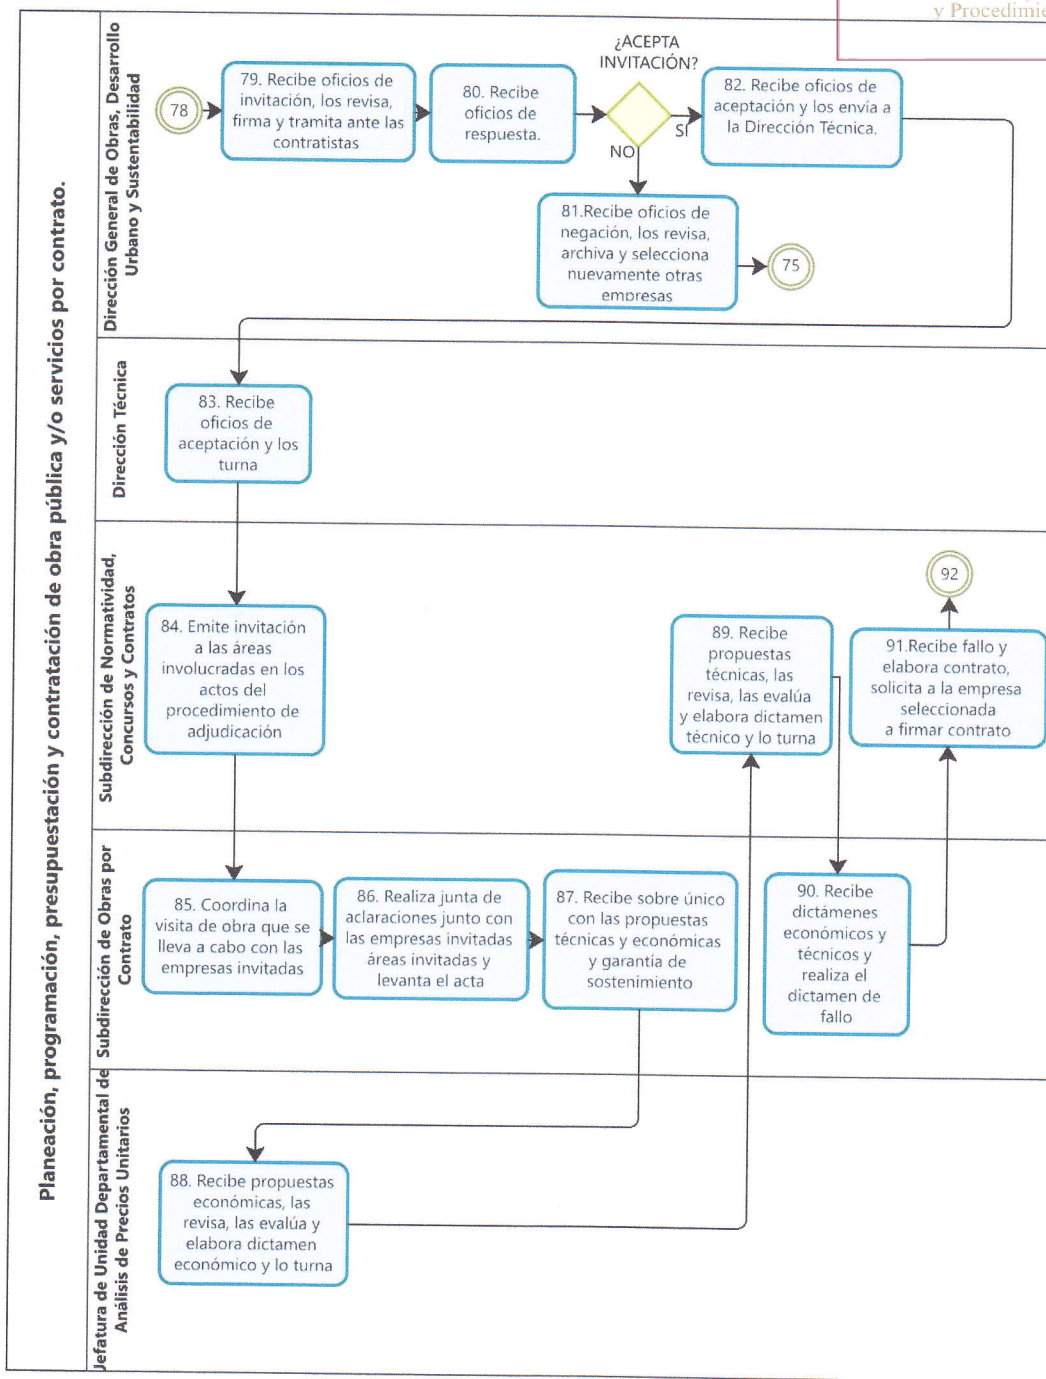 y Procedimie
Planeación, programación, presupuestación y contratación de obra pública y/o servicios por contrato.
Dirección General de Obras, Desarrollo
Urbano y Sustentabilidad
78
79. Recibe oficios de
invitación, los revisa,
firma y tramita ante las
contratistas
80. Recibe
oficios de
respuesta.
¿ACEPTA
INVITACIÓN?
SÍ
NO
82. Recibe oficios de
aceptación y los envía a
la Dirección Técnica.
81.Recibe oficios de
negación, los revisa,
archiva y selecciona
nuevamente otras
empresas
75
Dirección Técnica
83. Recibe
oficios de
aceptación y los
turna
Subdirección de Normatividad,
Concursos y Contratos
84. Emite invitación
a las áreas
involucradas en los
actos del
procedimiento de
adjudicación
89. Recibe
propuestas
técnicas, las
revisa, las evalúa
y elabora dictamen
técnico y lo turna
92
91.Recibe fallo y
elabora contrato,
solicita a la empresa
seleccionada
a firmar contrato
Subdirección de Obras por
Contrato
85. Coordina la
visita de obra que se
lleva a cabo con las
empresas invitadas
86. Realiza junta de
aclaraciones junto con
las empresas invitadas
áreas invitadas y
levanta el acta
87. Recibe sobre único
con las propuestas
técnicas y económicas
y garantía de
sostenimiento
90. Recibe
dictámenes
económicos y
técnicos y
realiza el
dictamen de
fallo
Jefatura de Unidad Departamental de
Análisis de Precios Unitarios
88. Recibe propuestas
económicas, las
revisa, las evalúa y
elabora dictamen
económico y lo turna